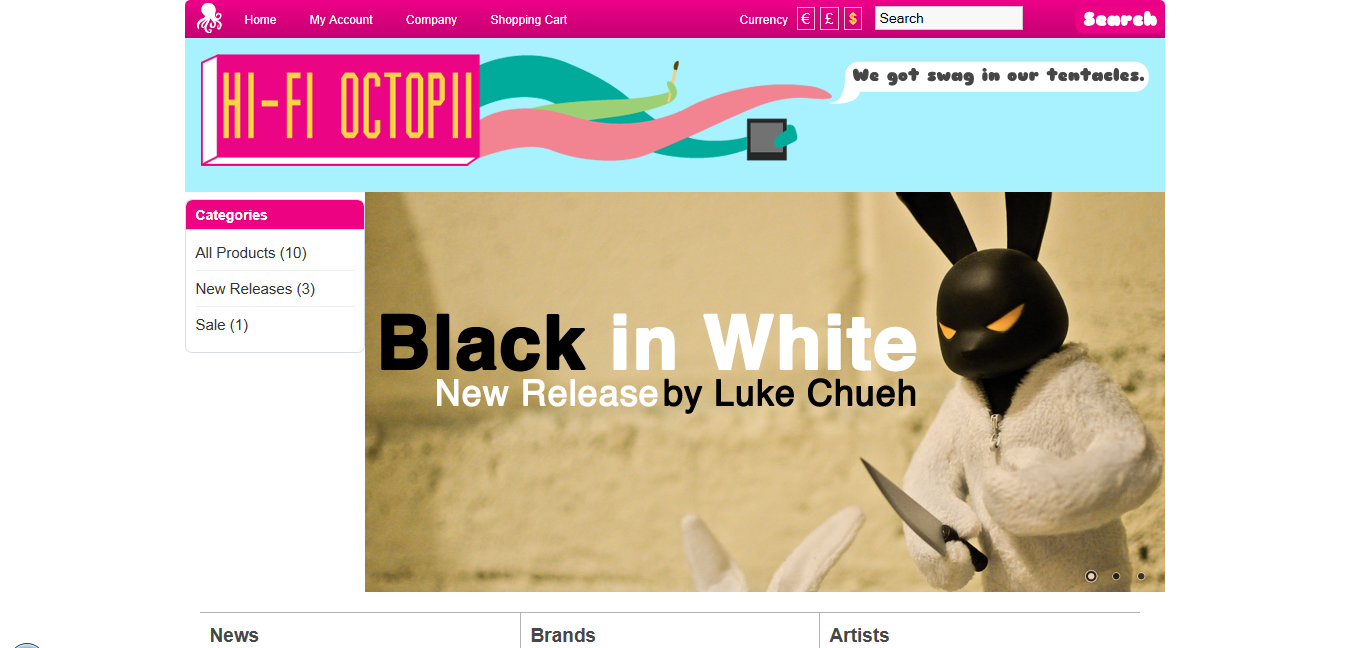 Home My Account Company Shopping Cart Currency € £ $ Search Search
HI-FI OCTOPII
We got swag in our tentacles.
Categories
All Products (10)
New Releases (3)
Sale (1)
Black in White
New Release by Luke Chueh
News Brands Artists